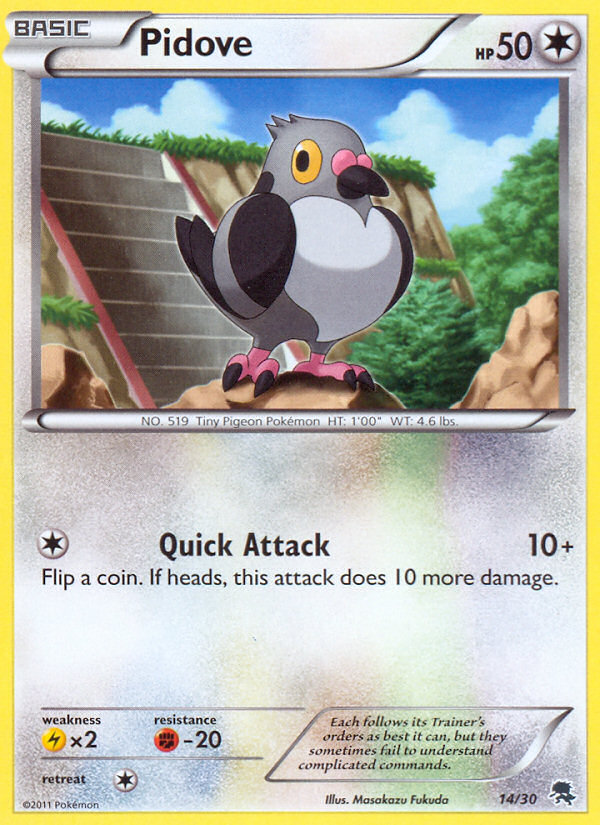 BASIC
Pidove
HP50
NO. 519 Tiny Pigeon Pokémon HT: 1'00" WT: 4.6 lbs.
Quick Attack 10+
Flip a coin. If heads, this attack does 10 more damage.
weakness resistance
×2 -20
retreat
Each follows its Trainer's
orders as best it can, but they
sometimes fail to understand
complicated commands.
©2011 Pokémon Illus. Masakazu Fukuda 14/30